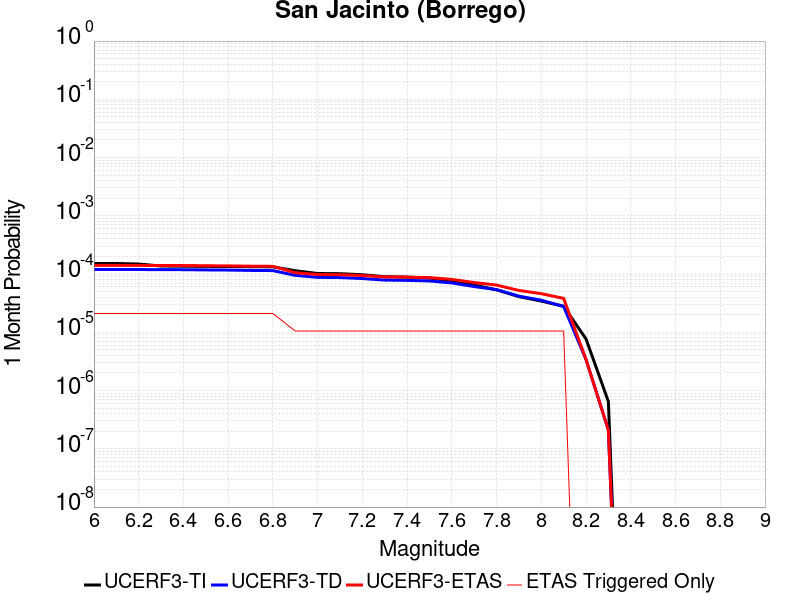 San Jacinto (Borrego)
10^0
10^-1
10^-2
10^-3
10^-4
10^-5
10^-6
10^-7
10^-8
1 Month Probability
6 6.2 6.4 6.6 6.8 7 7.2 7.4 7.6 7.8 8 8.2 8.4 8.6 8.8 9
Magnitude
UCERF3-TI UCERF3-TD UCERF3-ETAS ETAS Triggered Only